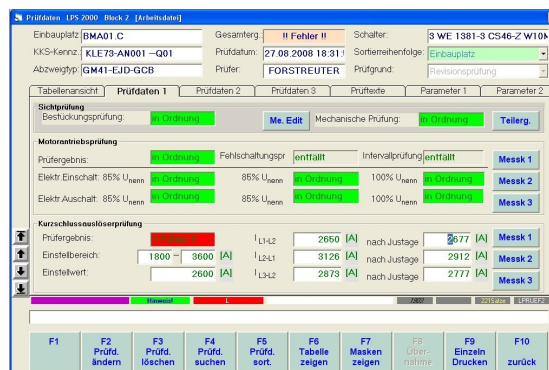 Prüfdaten LPS 2000 Block 2 [Arbeitsdatei]
Einbauplatz: BMA01.C Gesamterg.: !! Fehler !! Schalter: 3 WE 1381-3 CS46-Z W10M
KKS-Kennz.: KLE73-AN001 –Q01 Prüfdatum: 27.08.2008 18:31: Sortierreihenfolge: Einbauplatz
Abzweigtyp: GM41-EJD-GCB Prüfer: FORSTREUTER Prüfgrund: Revisionsprüfung
Tabellenansicht Prüfdaten 1 Prüfdaten 2 Prüfdaten 3 Prüftexte Parameter 1 Parameter 2
Sichtprüfung
Bestückungsprüfung: in Ordnung Me. Edit Mechanische Prüfung: in Ordnung Teilerg.
Motorantriebsprüfung
Prüfergebnis: in Ordnung Fehlschaltungspr entfällt Intervallprüfung entfällt Messk 1
Elektr.Einschalt: 85% Unenn in Ordnung 85% Unenn in Ordnung 100% Unenn in Ordnung Messk 2
Elektr.Auschalt: 85% Unenn in Ordnung 85% Unenn in Ordnung 100% Unenn in Ordnung Messk 3
Kurzschlussauslöserprüfung
Prüfergebnis: I L1-L2 2650 [A] nach Justage 2677 [A] Messk 1
Einstellbereich: 1800 – 3600 [A] I L1-L2 3126 [A] nach Justage 2912 [A] Messk 2
Einstellwert: 2600 [A] I L3-L2 2873 [A] nach Justage 2777 [A] Messk 3
Hinweis! L 221Sätze LPRUEF2
F1 F2 F3 F4 F5 F6 F7 F8 F9 F10
Prüfd. Prüfd. Prüfd. Prüfd. Tabelle Masken Über- Einzeln
ändern löschen suchen sort. zeigen zeigen nahme Drucken zurück